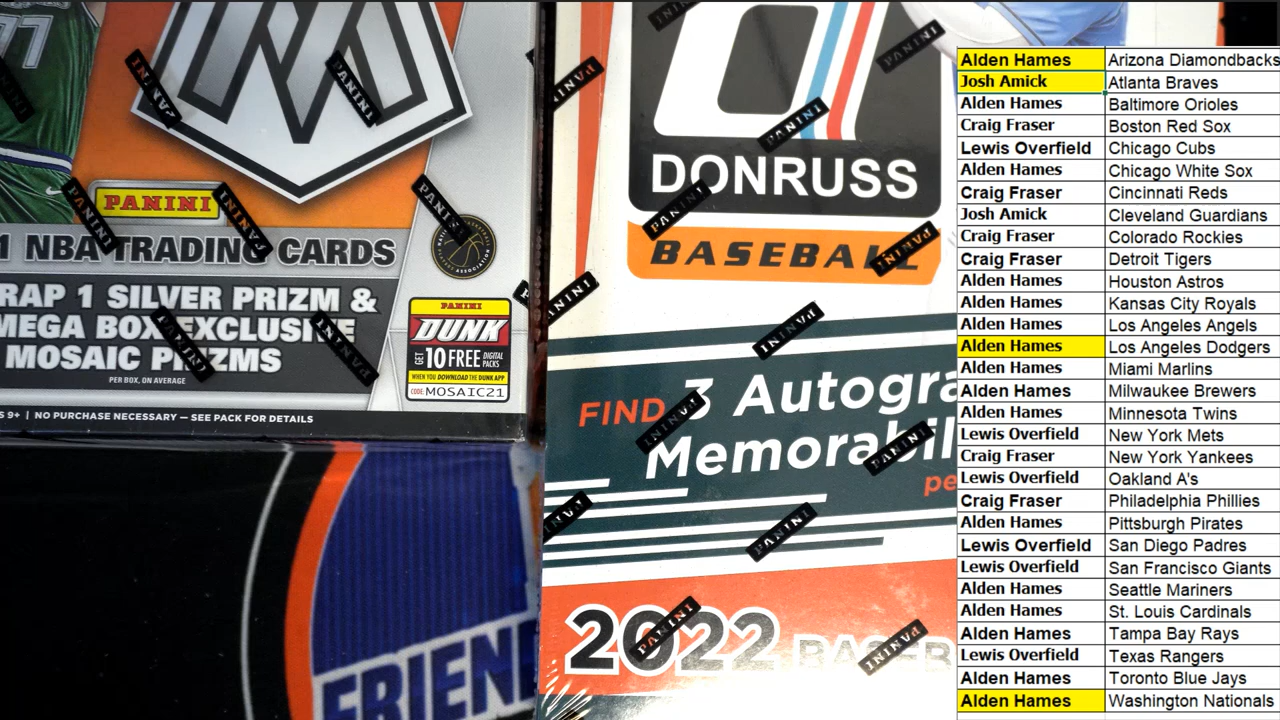 77
PANINI
1 NBA TRADING CARDS
RAP 1 SILVER PRIZM &
MEGA BOX EXCLUSIVE
MOSAIC PRIZMS
PER BOX, ON AVERAGE
S 9+ | NO PURCHASE NECESSARY — SEE PACK FOR DETAILS
PANINI
DUNK
GET 10 FREE DIGITAL PACKS
WHEN YOU DOWNLOAD THE DUNK APP
CODE: MOSAIC21
FRIEN
DONRUSS
BASEBALL
FIND 3 Autogra
Memorabil
pe
2022 BASEB
Alden Hames Arizona Diamondbacks
Josh Amick Atlanta Braves
Alden Hames Baltimore Orioles
Craig Fraser Boston Red Sox
Lewis Overfield Chicago Cubs
Alden Hames Chicago White Sox
Craig Fraser Cincinnati Reds
Josh Amick Cleveland Guardians
Craig Fraser Colorado Rockies
Craig Fraser Detroit Tigers
Alden Hames Houston Astros
Alden Hames Kansas City Royals
Alden Hames Los Angeles Angels
Alden Hames Los Angeles Dodgers
Alden Hames Miami Marlins
Alden Hames Milwaukee Brewers
Alden Hames Minnesota Twins
Lewis Overfield New York Mets
Craig Fraser New York Yankees
Lewis Overfield Oakland A's
Craig Fraser Philadelphia Phillies
Alden Hames Pittsburgh Pirates
Lewis Overfield San Diego Padres
Lewis Overfield San Francisco Giants
Alden Hames Seattle Mariners
Alden Hames St. Louis Cardinals
Alden Hames Tampa Bay Rays
Lewis Overfield Texas Rangers
Alden Hames Toronto Blue Jays
Alden Hames Washington Nationals